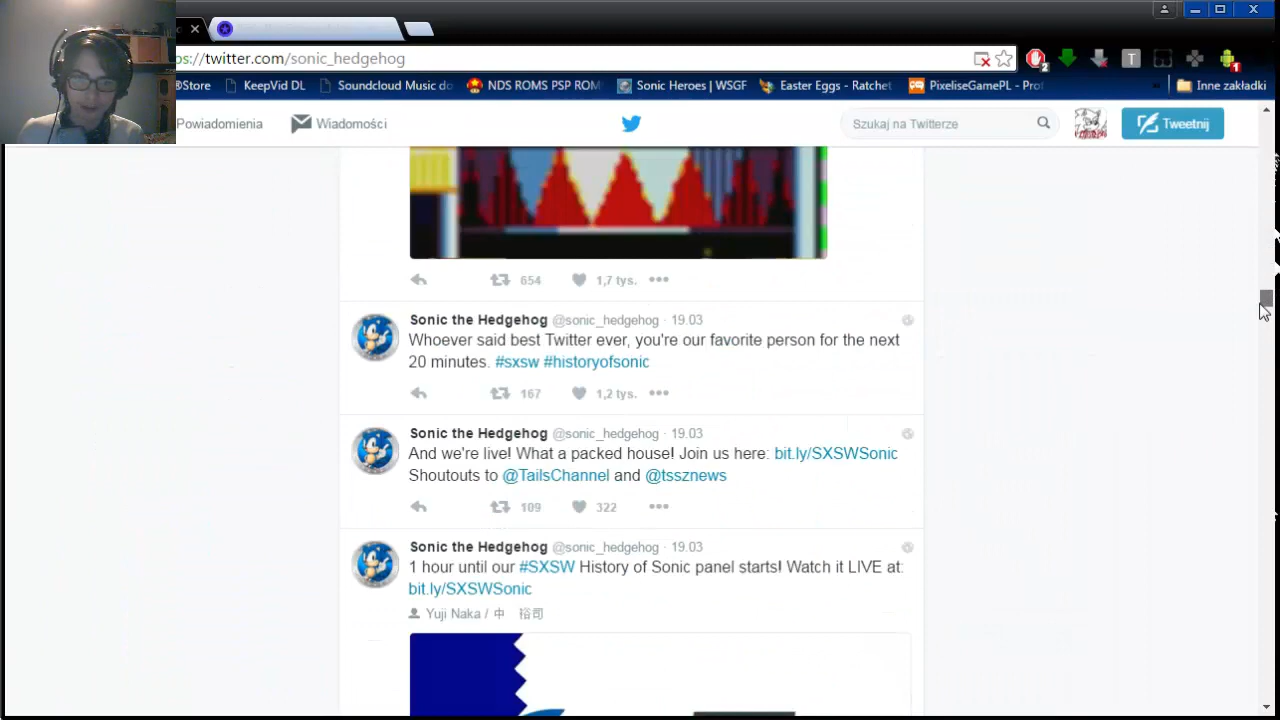 ps://twitter.com/sonic_hedgehog
2
1
®Store
KeepVid DL
Soundcloud Music do
NDS ROMS PSP ROM
Sonic Heroes | WSGF
Easter Eggs - Ratchet
PixeliseGamePL - Prof
»
Inne zakładki
Powiadomienia
Wiadomości
Szukaj na Twitterze
Tweetnij
654
1,7 tys.
Sonic the Hedgehog @sonic_hedgehog · 19.03
Whoever said best Twitter ever, you're our favorite person for the next
20 minutes. #sxsw #historyofsonic
167
1,2 tys.
Sonic the Hedgehog @sonic_hedgehog · 19.03
And we're live! What a packed house! Join us here: bit.ly/SXSWSonic
Shoutouts to @TailsChannel and @tssznews
109
322
Sonic the Hedgehog @sonic_hedgehog · 19.03
1 hour until our #SXSW History of Sonic panel starts! Watch it LIVE at:
bit.ly/SXSWSonic
Yuji Naka / 中 裕司